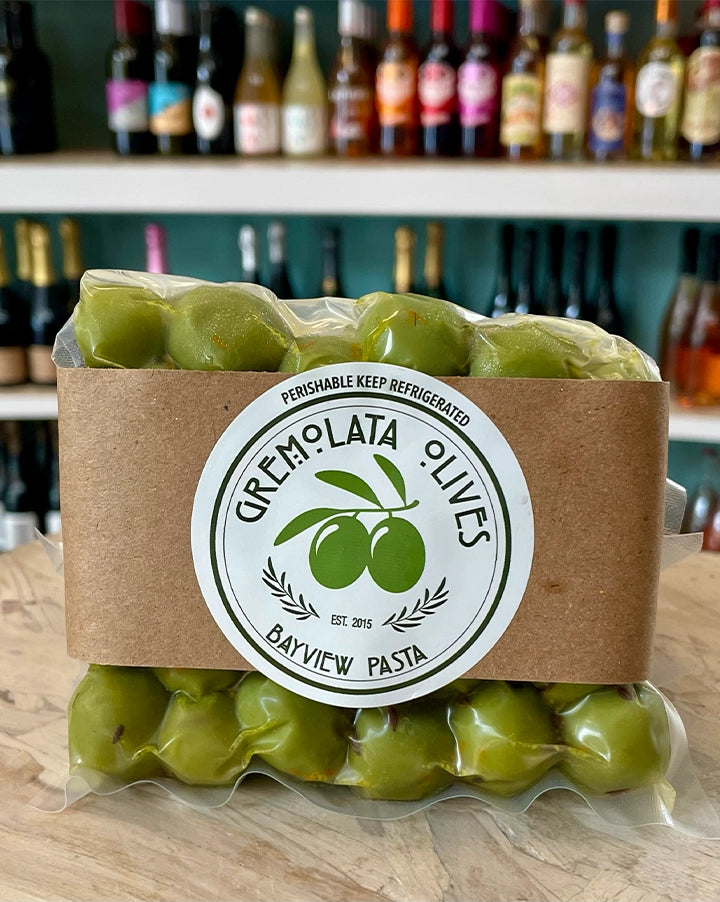 PERISHABLE KEEP REFRIGERATED
GREMOLATA OLIVES
EST. 2015
BAYVIEW PASTA